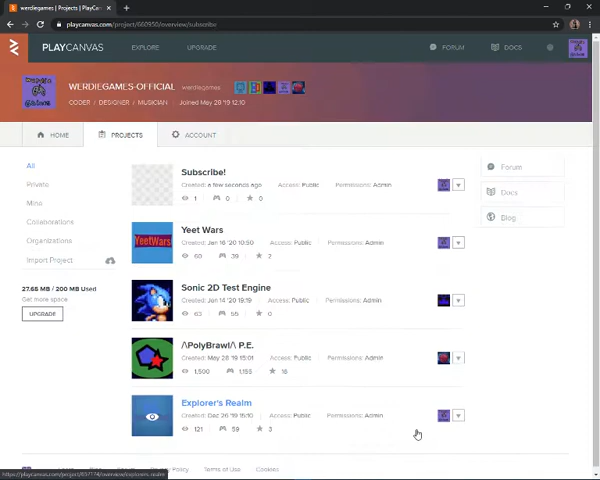 werdiegames | Projects | PlayC
playcanvas.com/project/660950/overview/subscribe
PLAYCANVAS EXPLORE UPGRADE FORUM DOCS
WERDIEGAMES-OFFICIAL werdiegames
CODER / DESIGNER / MUSICIAN Joined May 28 '19 12:10
HOME PROJECTS ACCOUNT
All
Private
Mine
Collaborations
Organizations
Import Project
27.68 MB / 200 MB Used
Get more space
UPGRADE
Subscribe!
Created: a few seconds ago Access: Public Permissions: Admin
1 0 0
Yeet Wars
Created: Jan 16 '20 10:50 Access: Public Permissions: Admin
60 39 2
Sonic 2D Test Engine
Created: Jan 14 '20 19:19 Access: Public Permissions: Admin
63 56 0
/\PolyBrawl/\ P.E.
Created: May 28 '19 15:01 Access: Public Permissions: Admin
1,500 1,155 16
Explorer's Realm
Created: Dec 26 '19 15:10 Access: Public Permissions: Admin
121 59 3
Forum
Docs
Blog
Privacy Policy Terms of Use Cookies
YeetWars